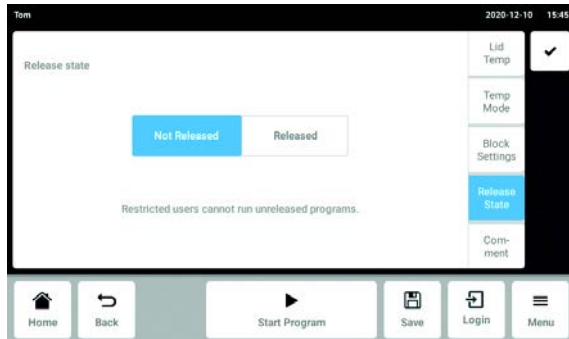 Tom
2020-12-10 15:45
Release state
Not Released
Released
Restricted users cannot run unreleased programs.
Lid
Temp
Temp
Mode
Block
Settings
Release
State
Com-
ment
Home
Back
Start Program
Save
Login
Menu